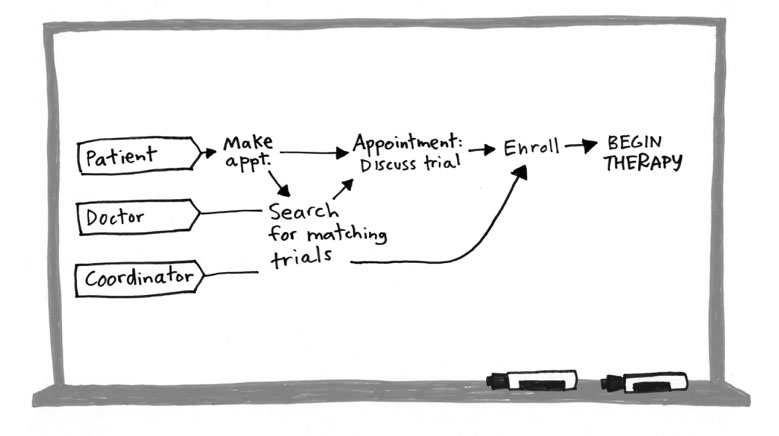 Patient
Make
appt.
Appointment:
Discuss trial
Enroll
BEGIN
THERAPY
Doctor
Search
for matching
trials
Coordinator